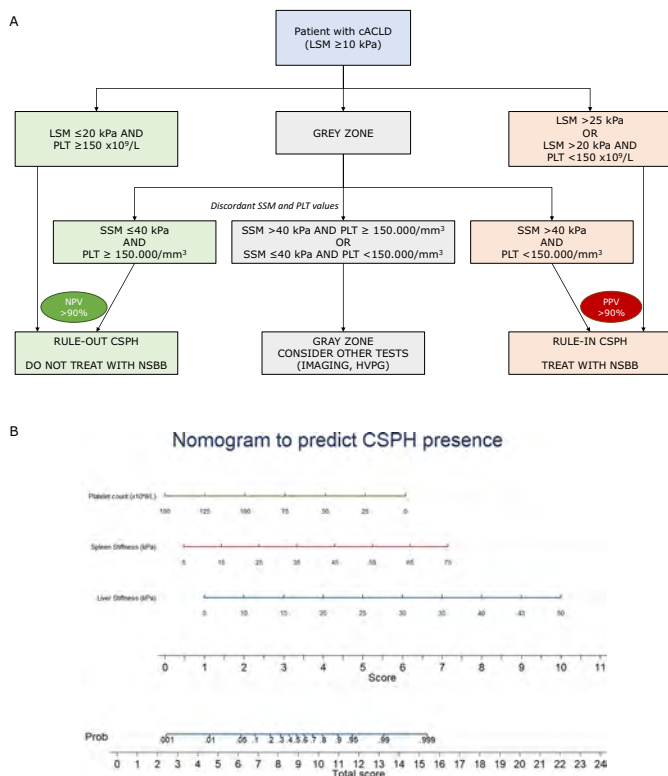 A
Patient with cACLD
(LSM ≥10 kPa)
LSM ≤20 kPa AND
PLT ≥150 x10⁹/L
GREY ZONE
LSM >25 kPa
OR
LSM >20 kPa AND
PLT <150 x10⁹/L
Discordant SSM and PLT values
SSM ≤40 kPa
AND
PLT ≥ 150.000/mm³
SSM >40 kPa AND PLT ≥ 150.000/mm³
OR
SSM ≤40 kPa AND PLT <150.000/mm³
SSM >40 kPa
AND
PLT <150.000/mm³
NPV
>90%
PPV
>90%
RULE-OUT CSPH
DO NOT TREAT WITH NSBB
GRAY ZONE
CONSIDER OTHER TESTS
(IMAGING, HVPG)
RULE-IN CSPH
TREAT WITH NSBB
B
Nomogram to predict CSPH presence
Platelet count (x10^9/L)
150 125 100 75 50 25 0
Spleen Stiffness (kPa)
5 15 25 35 45 55 65 75
Liver Stiffness (kPa)
5 10 15 20 25 30 35 40 45 50
0 1 2 3 4 5 6 7 8 9 10 11
Score
Prob
.001 .01 .05 .1 .2 .3 .4 .5 .6 .7 .8 .9 .95 .99 .999
0 1 2 3 4 5 6 7 8 9 10 11 12 13 14 15 16 17 18 19 20 21 22 23 24
Total score